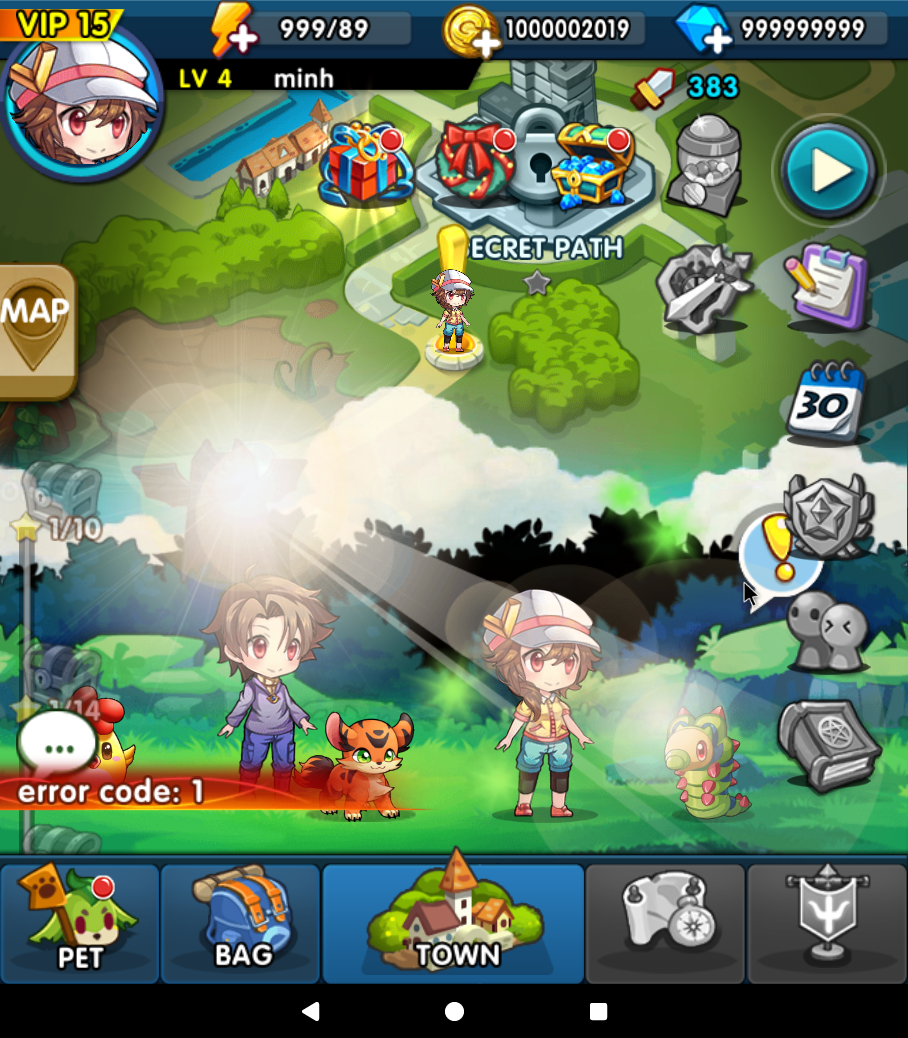 VIP 15
999/89
1000002019
999999999
LV 4 minh
383
ECRET PATH
MAP
30
1/10
1/14
...
error code: 1
PET
BAG
TOWN